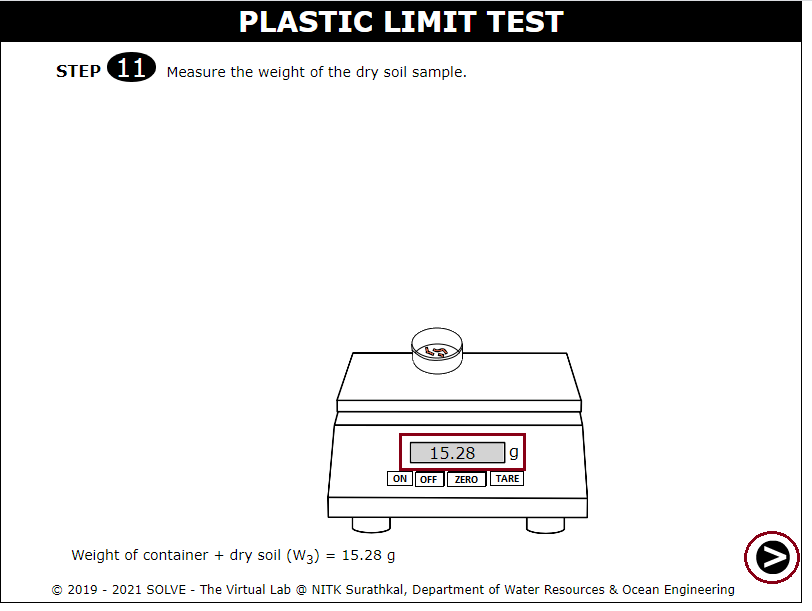 PLASTIC LIMIT TEST
STEP 11 Measure the weight of the dry soil sample.
15.28 g
ON OFF ZERO TARE
Weight of container + dry soil (W₃) = 15.28 g
>
© 2019 - 2021 SOLVE - The Virtual Lab @ NITK Surathkal, Department of Water Resources & Ocean Engineering